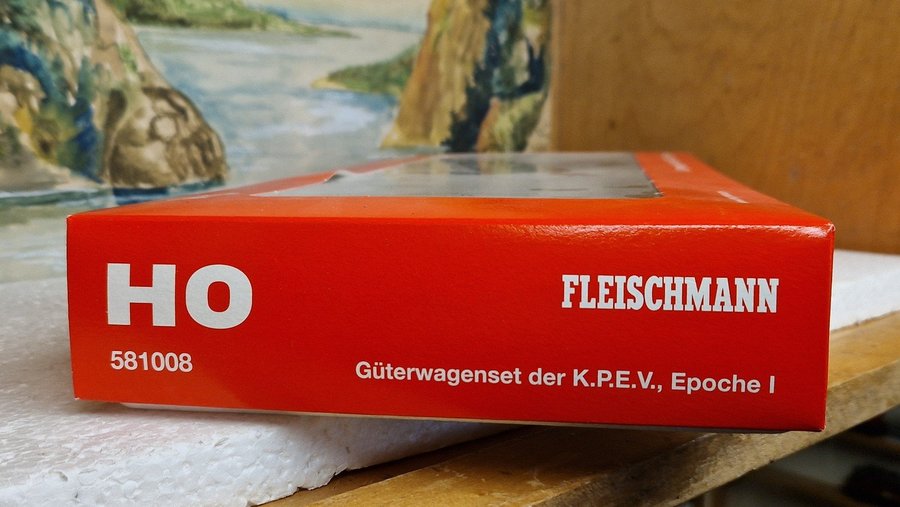 HO
FLEISCHMANN
581008
Güterwagenset der K.P.E.V., Epoche I